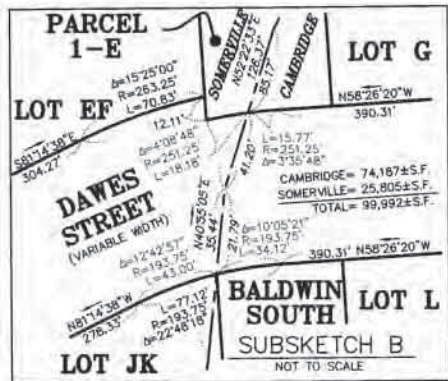 PARCEL
1-E
SOMERVILLE
N52°22'33"E
126.37'
85.17'
CAMBRIDGE
LOT G
Δ=15°25'00"
R=263.25'
L=70.83'
LOT EF
N58°26'20"W
390.31'
S81°14'38"E
304.27'
12.11'
Δ=4°08'48"
R=251.25'
L=18.18'
L=15.77'
R=251.25'
Δ=3°35'48"
41.20'
CAMBRIDGE= 74,187±S.F.
SOMERVILLE= 25,805±S.F.
TOTAL= 99,992±S.F.
DAWES
STREET
(VARIABLE WIDTH)
N40°55'05"E
35.44'
21.79'
Δ=10°05'21"
R=193.75'
L=34.12'
Δ=12°42'57"
R=193.75'
L=43.00'
390.31' N58°26'20"W
N81°14'38"W
278.33'
L=77.12'
R=193.75'
Δ=22°48'18"
BALDWIN
SOUTH
LOT L
LOT JK
SUBSKETCH B
NOT TO SCALE